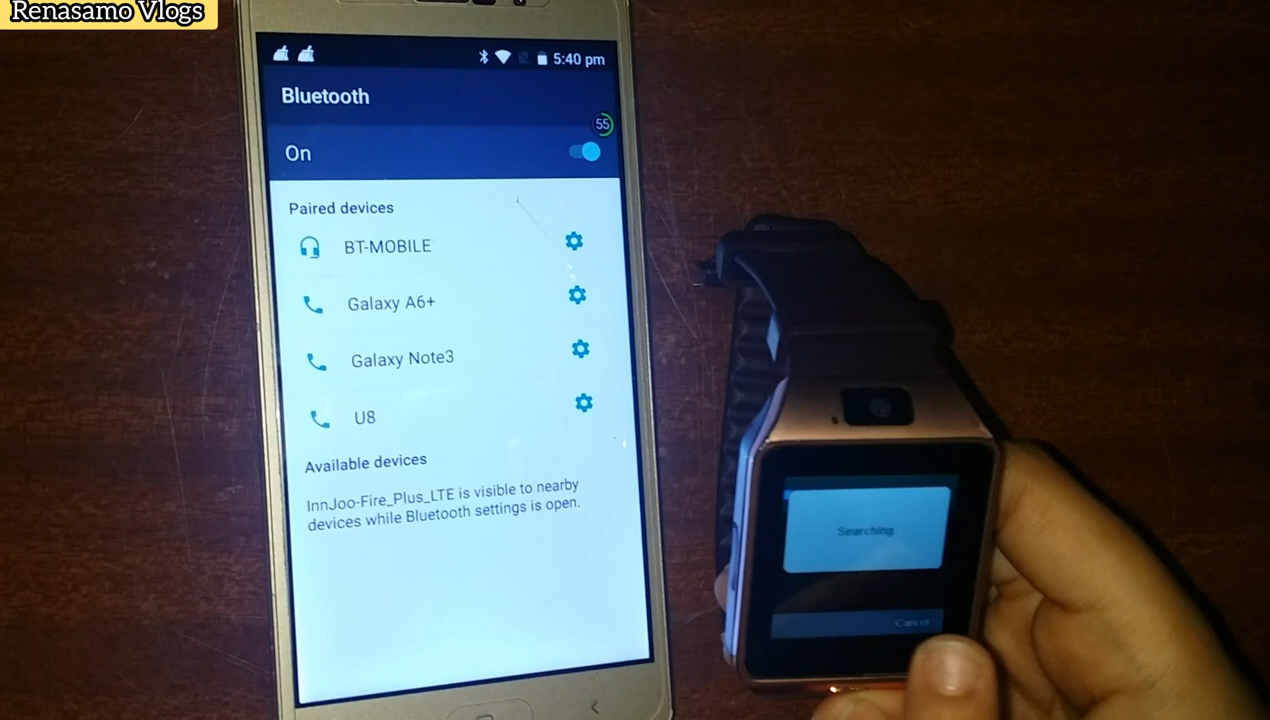 Renasamo Vlogs
5:40 pm
Bluetooth
55
On
Paired devices
BT-MOBILE
Galaxy A6+
Galaxy Note3
U8
Available devices
InnJoo-Fire_Plus_LTE is visible to nearby
devices while Bluetooth settings is open.
Searching
Cancel